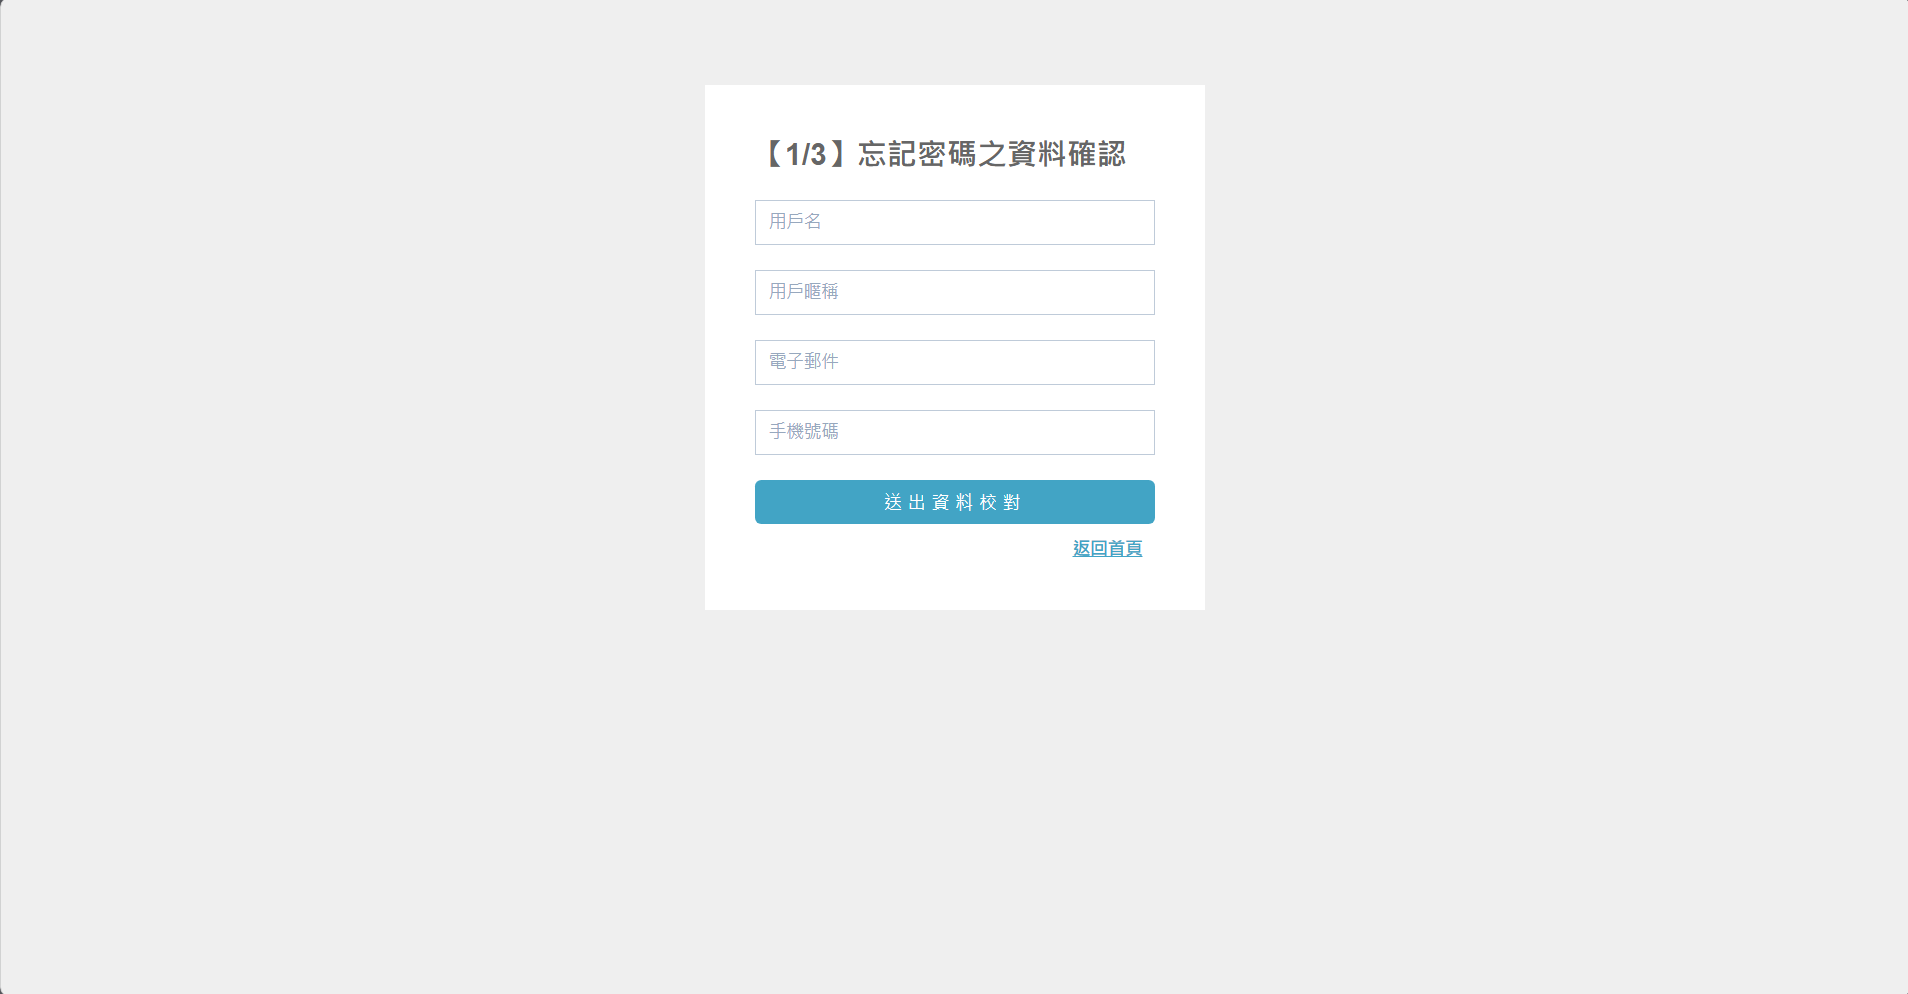 【1/3】忘記密碼之資料確認
用戶名
用戶暱稱
電子郵件
手機號碼
送出資料校對
返回首頁